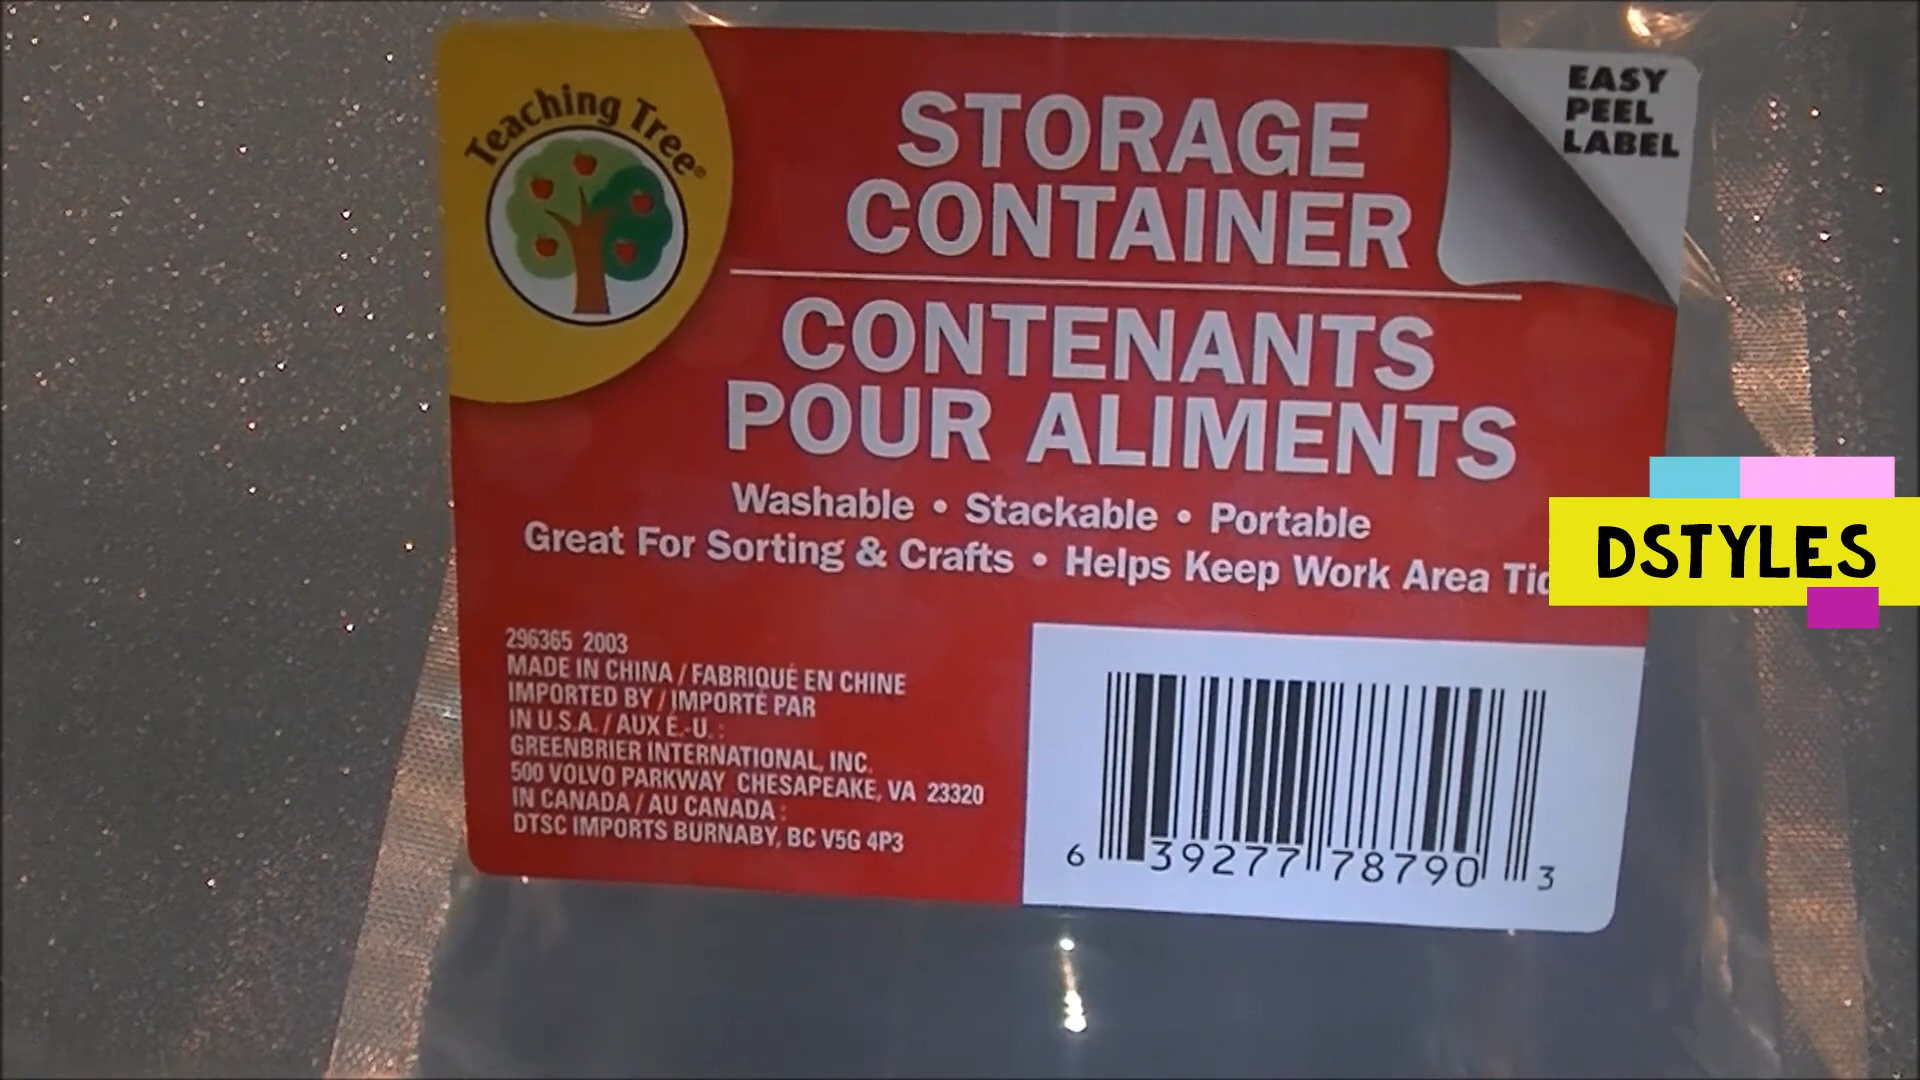 Teaching Tree®
STORAGE
CONTAINER
EASY
PEEL
LABEL
CONTENANTS
POUR ALIMENTS
Washable • Stackable • Portable
Great For Sorting & Crafts • Helps Keep Work Area
DSTYLES
296365 2003
MADE IN CHINA / FABRIQUÉ EN CHINE
IMPORTED BY / IMPORTÉ PAR
IN U.S.A. / AUX É.-U. :
GREENBRIER INTERNATIONAL, INC.
500 VOLVO PARKWAY CHESAPEAKE, VA 23320
IN CANADA / AU CANADA :
DTSC IMPORTS BURNABY, BC V5G 4P3
6 39277 78790 3